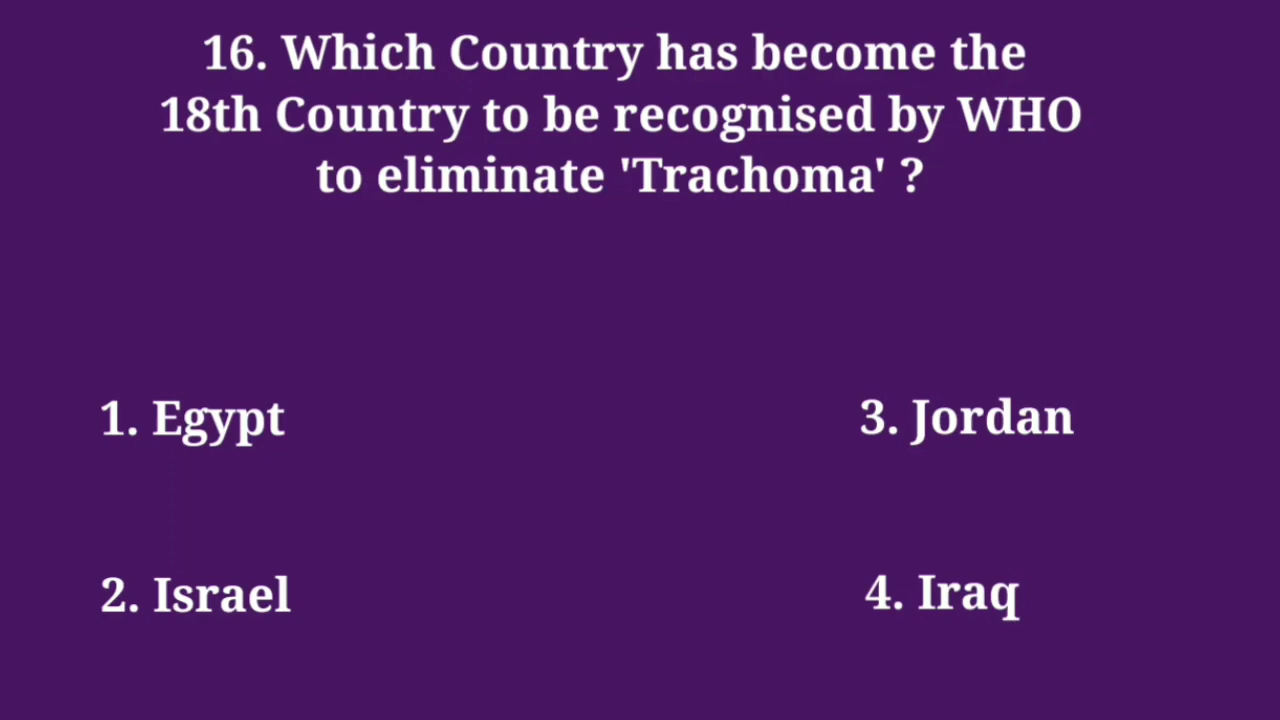 16. Which Country has become the
18th Country to be recognised by WHO
to eliminate 'Trachoma' ?
1. Egypt
3. Jordan
2. Israel
4. Iraq